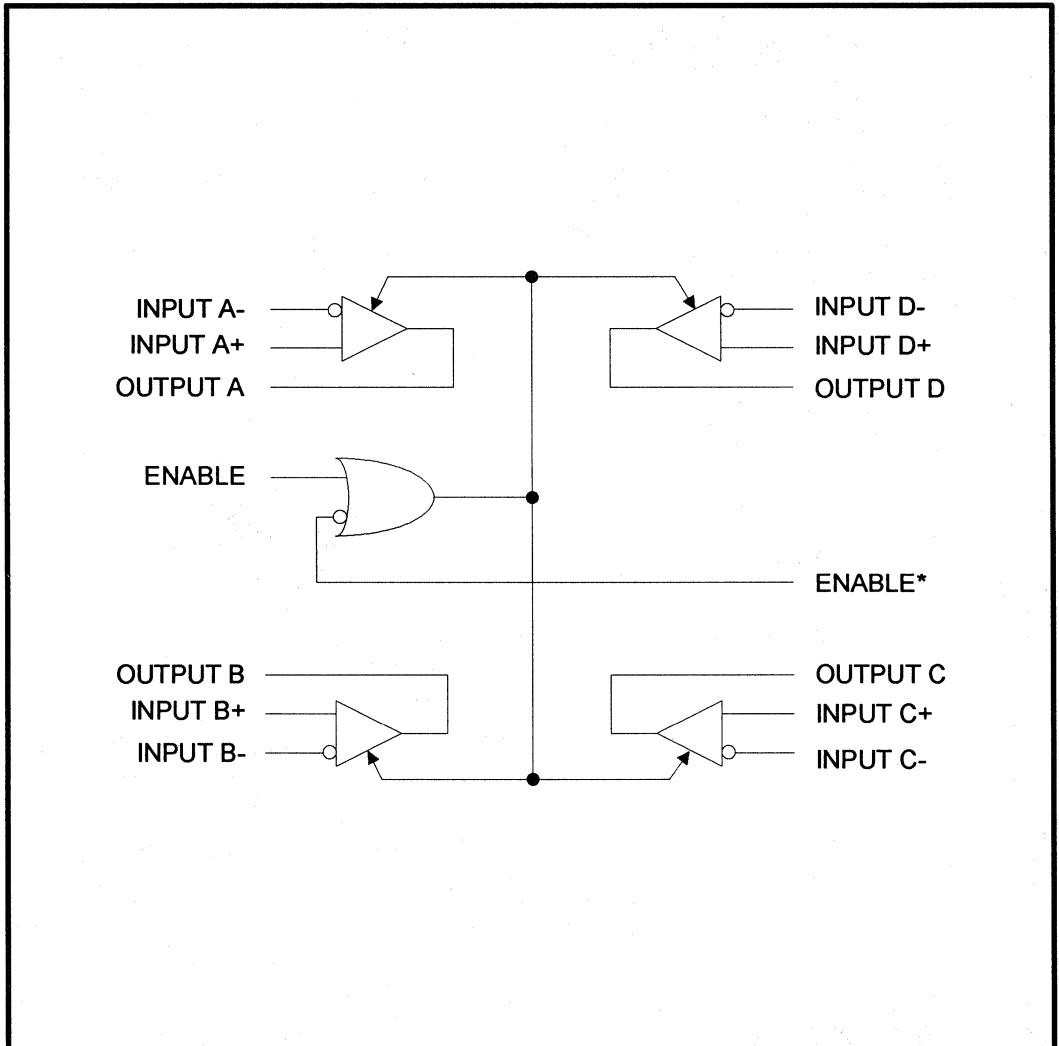 INPUT A-
INPUT A+
OUTPUT A
INPUT D-
INPUT D+
OUTPUT D
ENABLE
ENABLE*
OUTPUT B
INPUT B+
INPUT B-
OUTPUT C
INPUT C+
INPUT C-